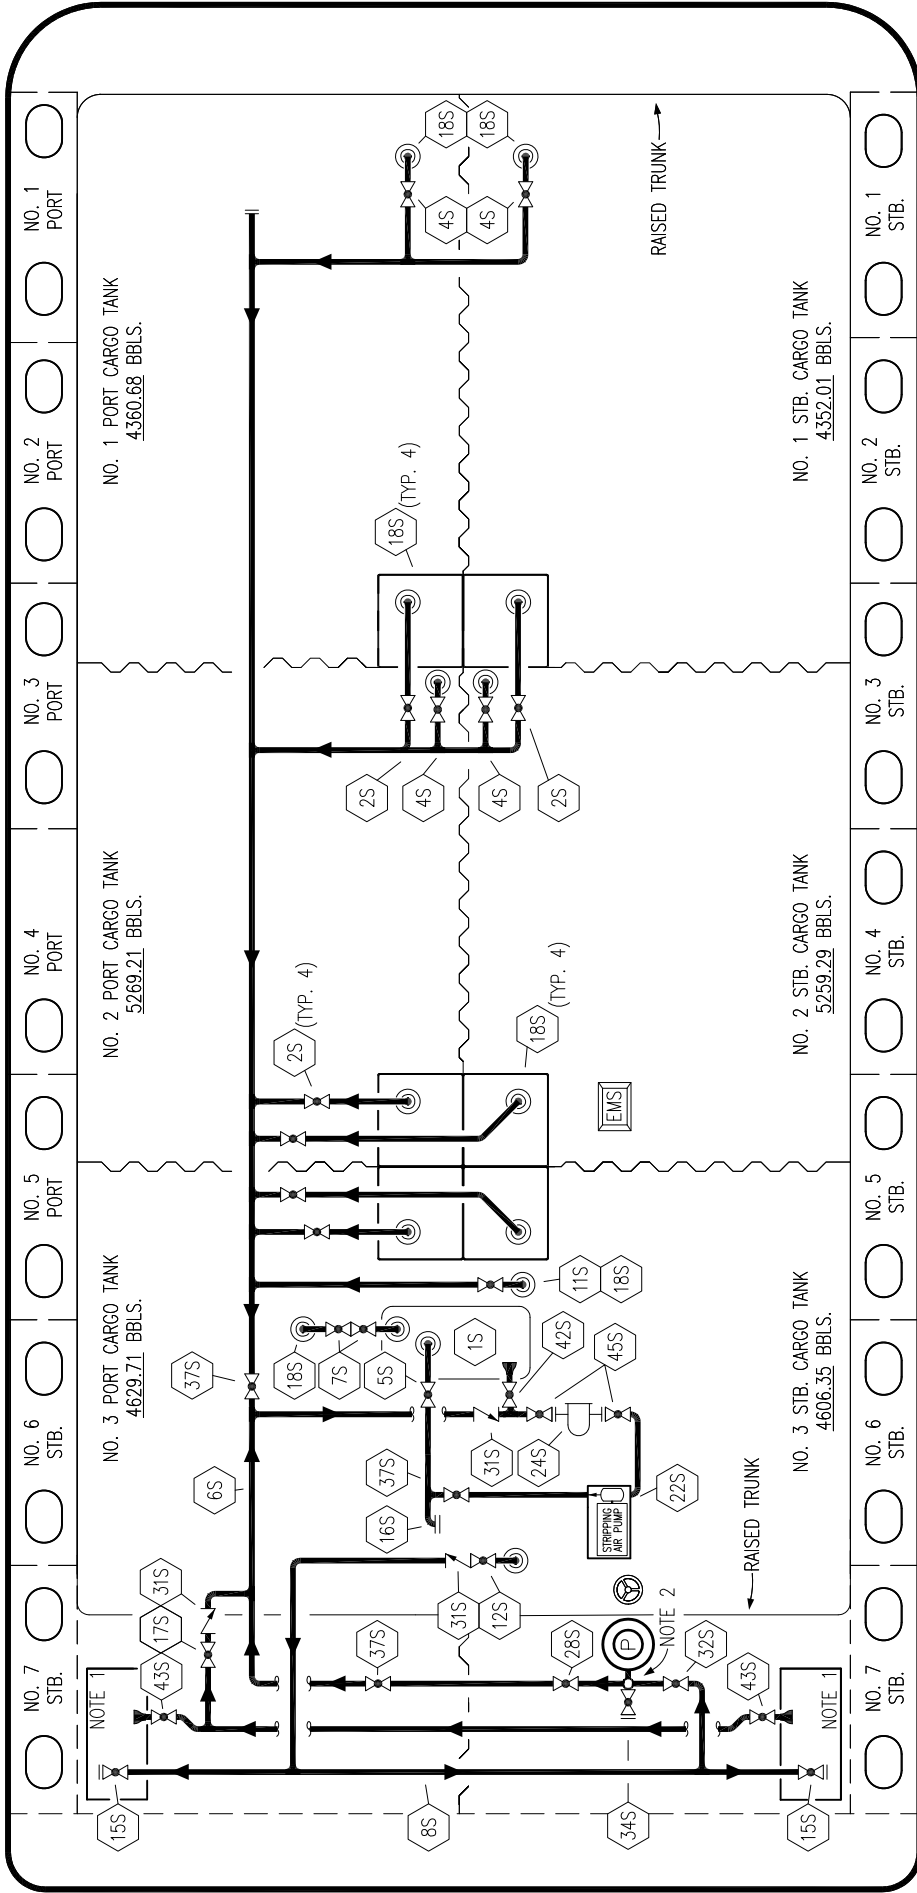 NO. 7
STB.
NO. 6
STB.
NO. 5
PORT
NO. 4
PORT
NO. 3
PORT
NO. 2
PORT
NO. 1
PORT
NOTE 1
NO. 3 PORT CARGO TANK
4629.71 BBLS.
NO. 2 PORT CARGO TANK
5269.21 BBLS.
NO. 1 PORT CARGO TANK
4360.68 BBLS.
15S
43S
17S
31S
6S
37S
2S
(TYP. 4)
18S
(TYP. 4)
18S
18S
4S
4S
18S
7S
5S
1S
2S
4S
4S
2S
37S
16S
37S
31S
12S
8S
31S
24S
42S
45S
11S
18S
18S
(TYP. 4)
28S
STRIPPING
AIR PUMP
22S
EMS
P
NOTE 2
32S
34S
43S
RAISED TRUNK
RAISED TRUNK
15S
NOTE 1
NO. 3 STB. CARGO TANK
4606.35 BBLS.
NO. 2 STB. CARGO TANK
5259.29 BBLS.
NO. 1 STB. CARGO TANK
4352.01 BBLS.
NO. 7
STB.
NO. 6
STB.
NO. 5
STB.
NO. 4
STB.
NO. 3
STB.
NO. 2
STB.
NO. 1
STB.